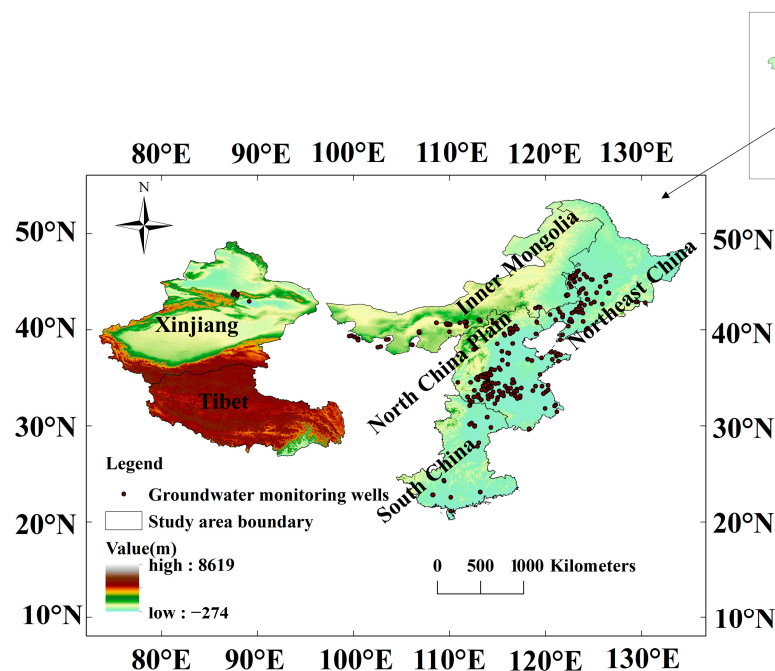 80°E 90°E 100°E 110°E 120°E 130°E
N
50°N 50°N
Inner Mongolia
Northeast China
Xinjiang
40°N 40°N
North China Plain
Tibet
30°N 30°N
South China
Legend
Groundwater monitoring wells
Study area boundary
20°N 20°N
Value(m)
high : 8619
low : −274
0 500 1000 Kilometers
10°N 10°N
80°E 90°E 100°E 110°E 120°E 130°E